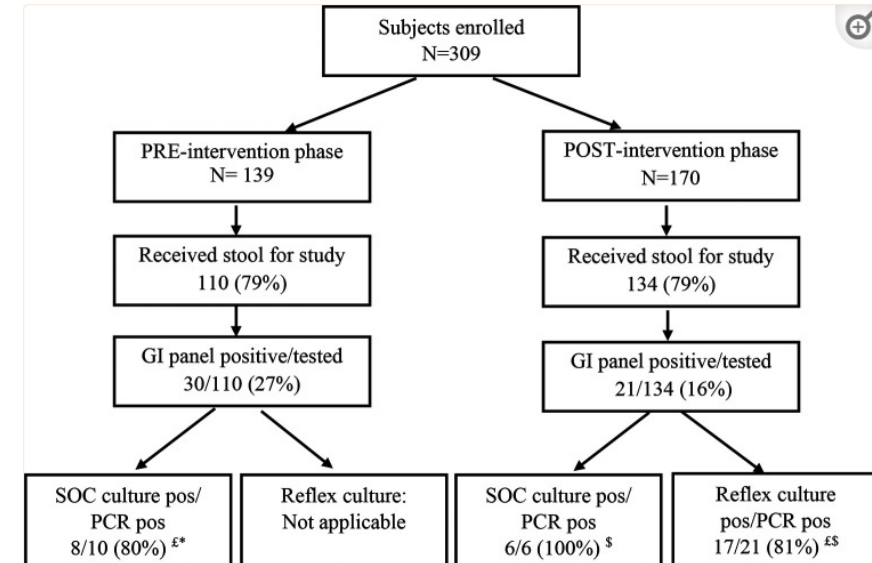 Subjects enrolled
N=309
PRE-intervention phase
N= 139
POST-intervention phase
N=170
Received stool for study
110 (79%)
Received stool for study
134 (79%)
GI panel positive/tested
30/110 (27%)
GI panel positive/tested
21/134 (16%)
SOC culture pos/
PCR pos
8/10 (80%) £*
Reflex culture:
Not applicable
SOC culture pos/
PCR pos
6/6 (100%) $
Reflex culture
pos/PCR pos
17/21 (81%) £$